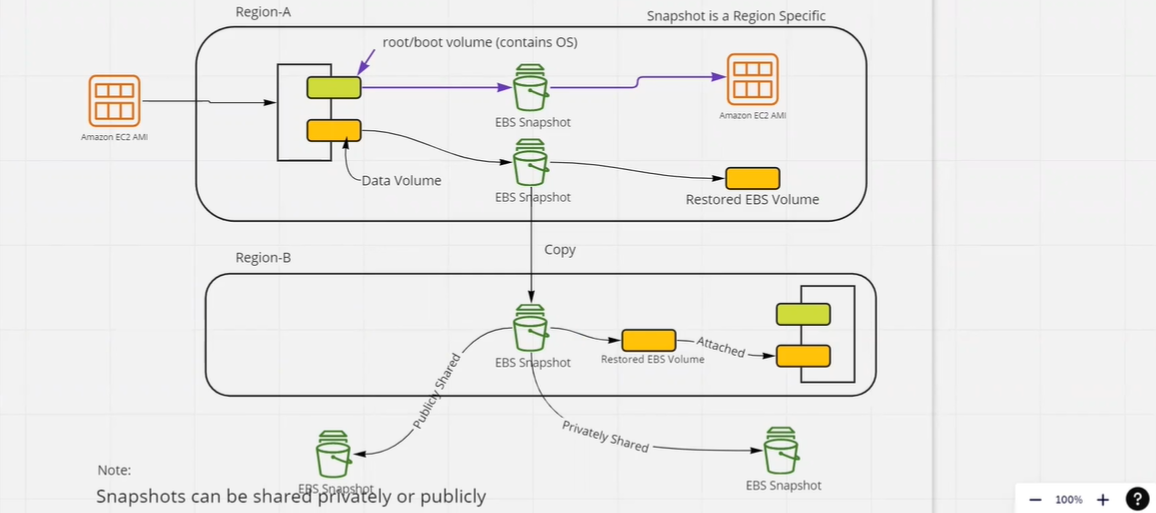 Region-A
Snapshot is a Region Specific
root/boot volume (contains OS)
Amazon EC2 AMI
EBS Snapshot
Amazon EC2 AMI
Data Volume
EBS Snapshot
Restored EBS Volume
Copy
Region-B
EBS Snapshot
Restored EBS Volume
Attached
Publicly Shared
Privately Shared
EBS Snapshot
EBS Snapshot
Note:
Snapshots can be shared privately or publicly
100%
?